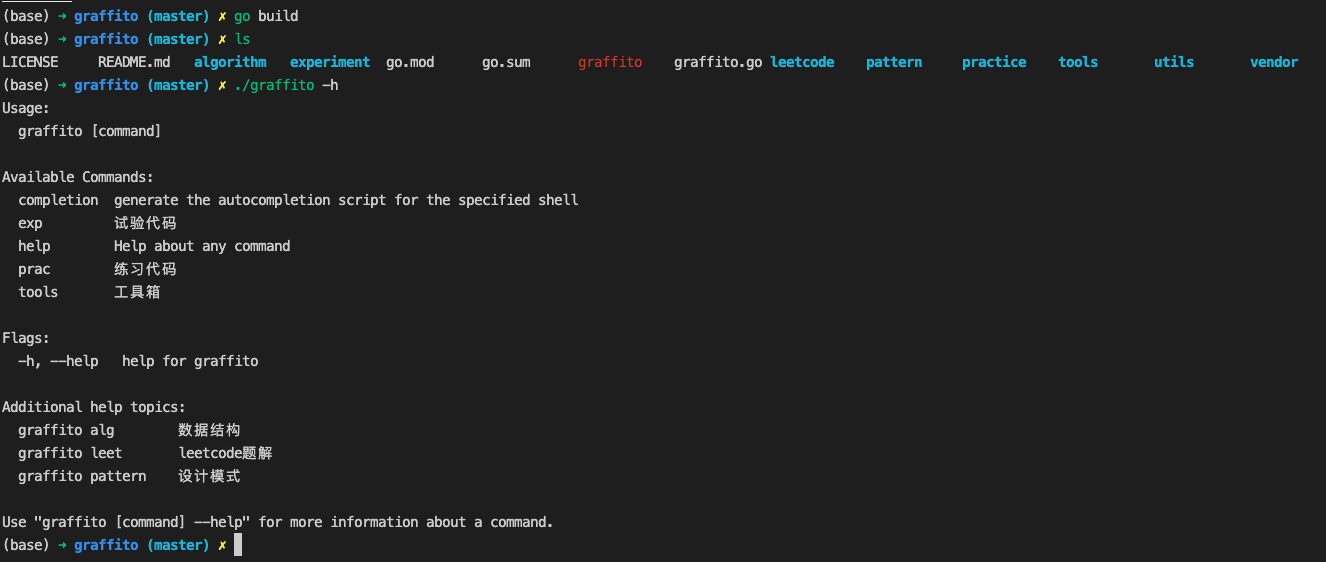 (base) → graffito (master) ✗ go build
(base) → graffito (master) ✗ ls
LICENSE README.md algorithm experiment go.mod go.sum graffito graffito.go leetcode pattern practice tools utils vendor
(base) → graffito (master) ✗ ./graffito -h
Usage:
  graffito [command]

Available Commands:
  completion  generate the autocompletion script for the specified shell
  exp         试验代码
  help        Help about any command
  prac        练习代码
  tools       工具箱

Flags:
  -h, --help   help for graffito

Additional help topics:
  graffito alg        数据结构
  graffito leet       leetcode题解
  graffito pattern    设计模式

Use "graffito [command] --help" for more information about a command.
(base) → graffito (master) ✗